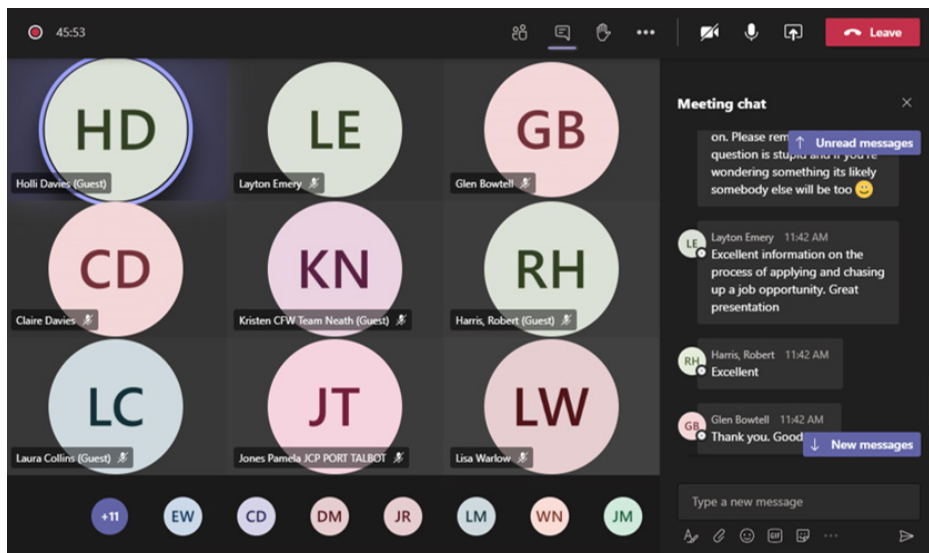 45:53
Leave
HD
Holli Davies (Guest)
LE
Layton Emery
GB
Glen Bowtell
CD
Claire Davies
KN
Kristen CFW Team Neath (Guest)
RH
Harris, Robert (Guest)
LC
Laura Collins (Guest)
JT
Jones Pamela JCP PORT TALBOT
LW
Lisa Warlow
+11
EW
CD
DM
JR
LM
WN
JM
Meeting chat
on. Please rem
↑ Unread messages
question is stupid and if you're
wondering something its likely
somebody else will be too 🙂
LE
Layton Emery 11:42 AM
Excellent information on the
process of applying and chasing
up a job opportunity. Great
presentation
RH
Harris, Robert 11:42 AM
Excellent
GB
Glen Bowtell 11:42 AM
Thank you. Good
↓ New messages
Type a new message
GIF